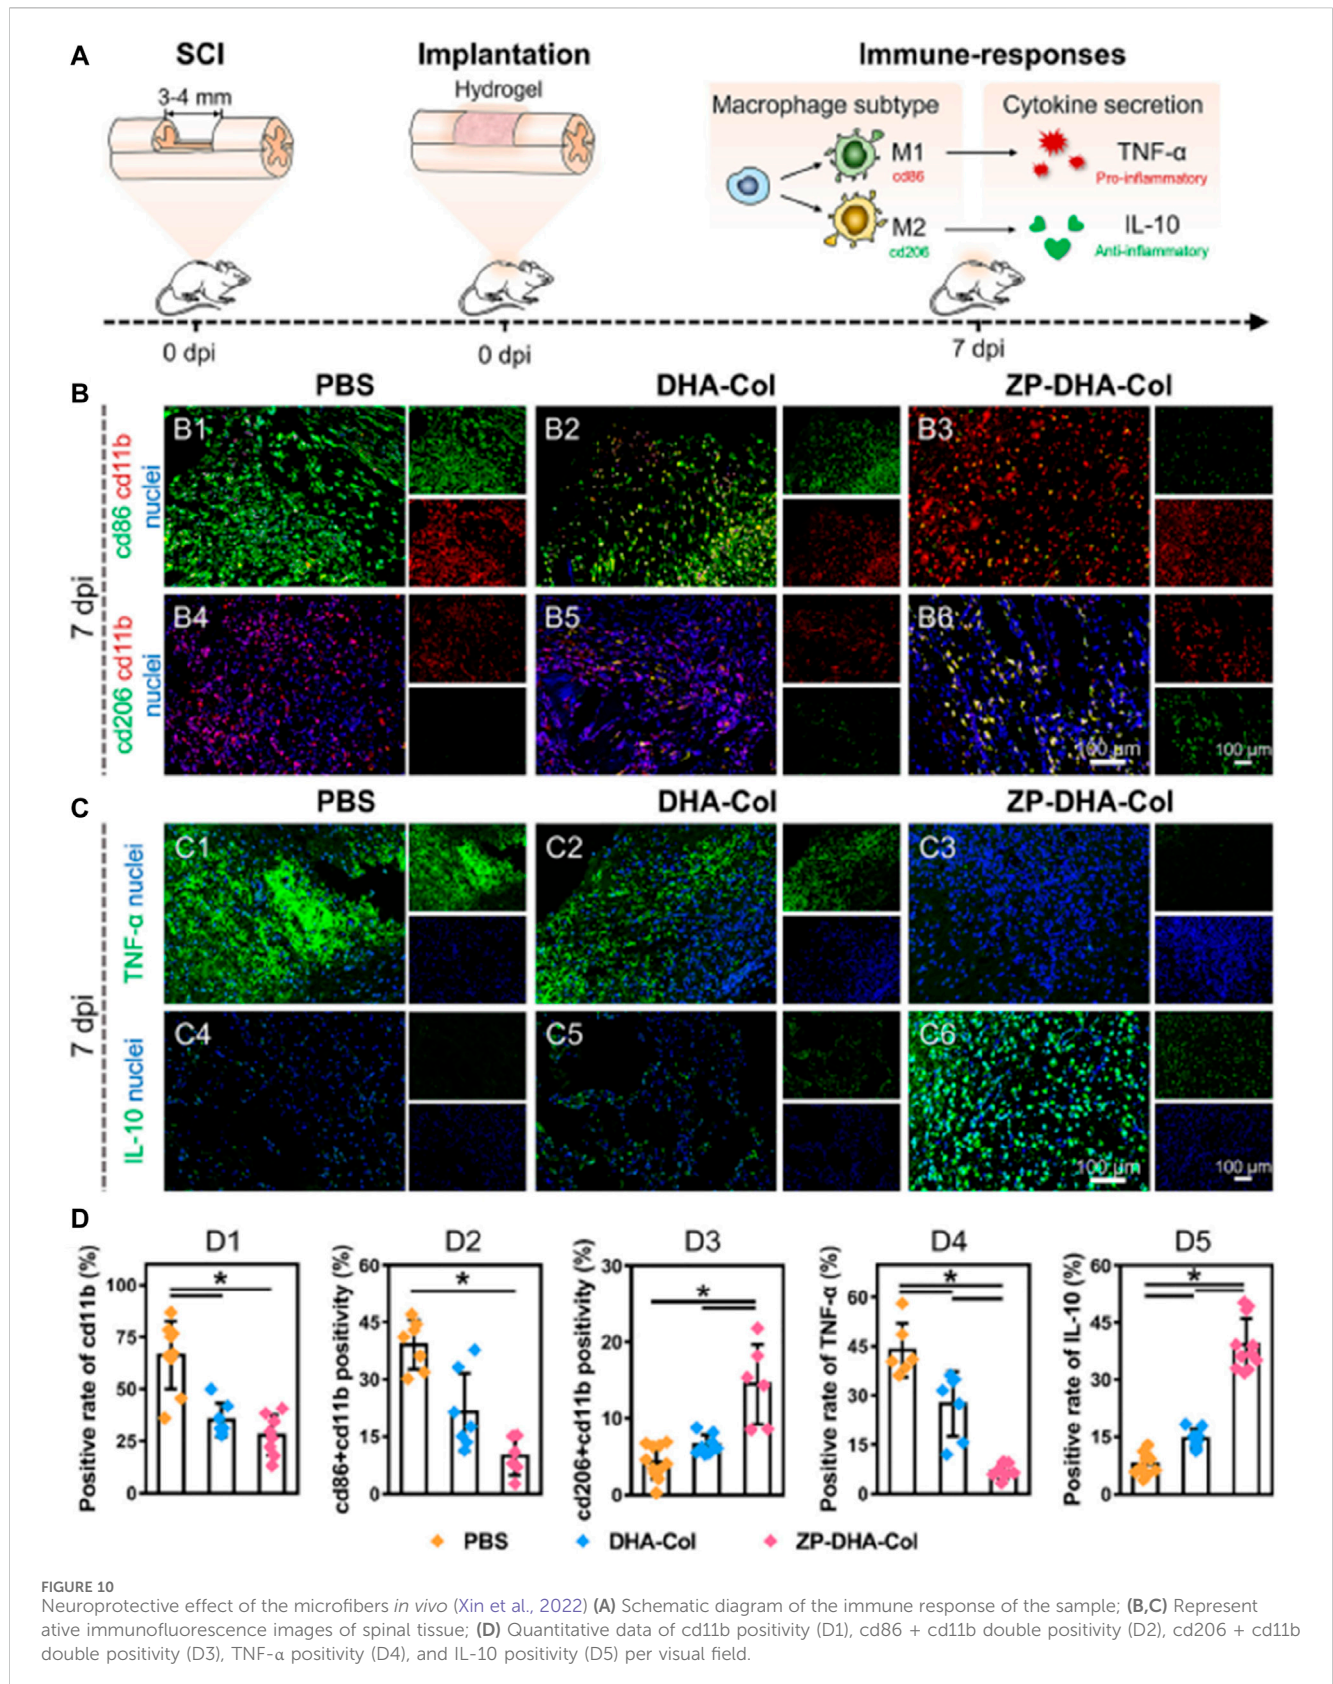 A
SCI
Implantation
Immune-responses
3-4 mm
Hydrogel
Macrophage subtype
Cytokine secretion
M1
cd86
TNF-α
Pro-inflammatory
M2
cd206
IL-10
Anti-inflammatory
0 dpi
0 dpi
7 dpi
B
PBS
DHA-Col
ZP-DHA-Col
7 dpi
cd86 cd11b
nuclei
B1
B2
B3
cd206 cd11b
nuclei
B4
B5
B6
100 μm
100 μm
C
PBS
DHA-Col
ZP-DHA-Col
7 dpi
TNF-α nuclei
C1
C2
C3
IL-10 nuclei
C4
C5
C6
100 μm
100 μm
D
D1
Positive rate of cd11b (%)
100
75
50
25
0
*
D2
cd86+cd11b positivity (%)
60
45
30
15
0
*
D3
cd206+cd11b positivity (%)
30
20
10
0
*
D4
Positive rate of TNF-α (%)
60
45
30
15
0
*
D5
Positive rate of IL-10 (%)
60
45
30
15
0
*
PBS
DHA-Col
ZP-DHA-Col
FIGURE 10
Neuroprotective effect of the microfibers in vivo (Xin et al., 2022) (A) Schematic diagram of the immune response of the sample; (B,C) Represent
ative immunofluorescence images of spinal tissue; (D) Quantitative data of cd11b positivity (D1), cd86 + cd11b double positivity (D2), cd206 + cd11b
double positivity (D3), TNF-α positivity (D4), and IL-10 positivity (D5) per visual field.